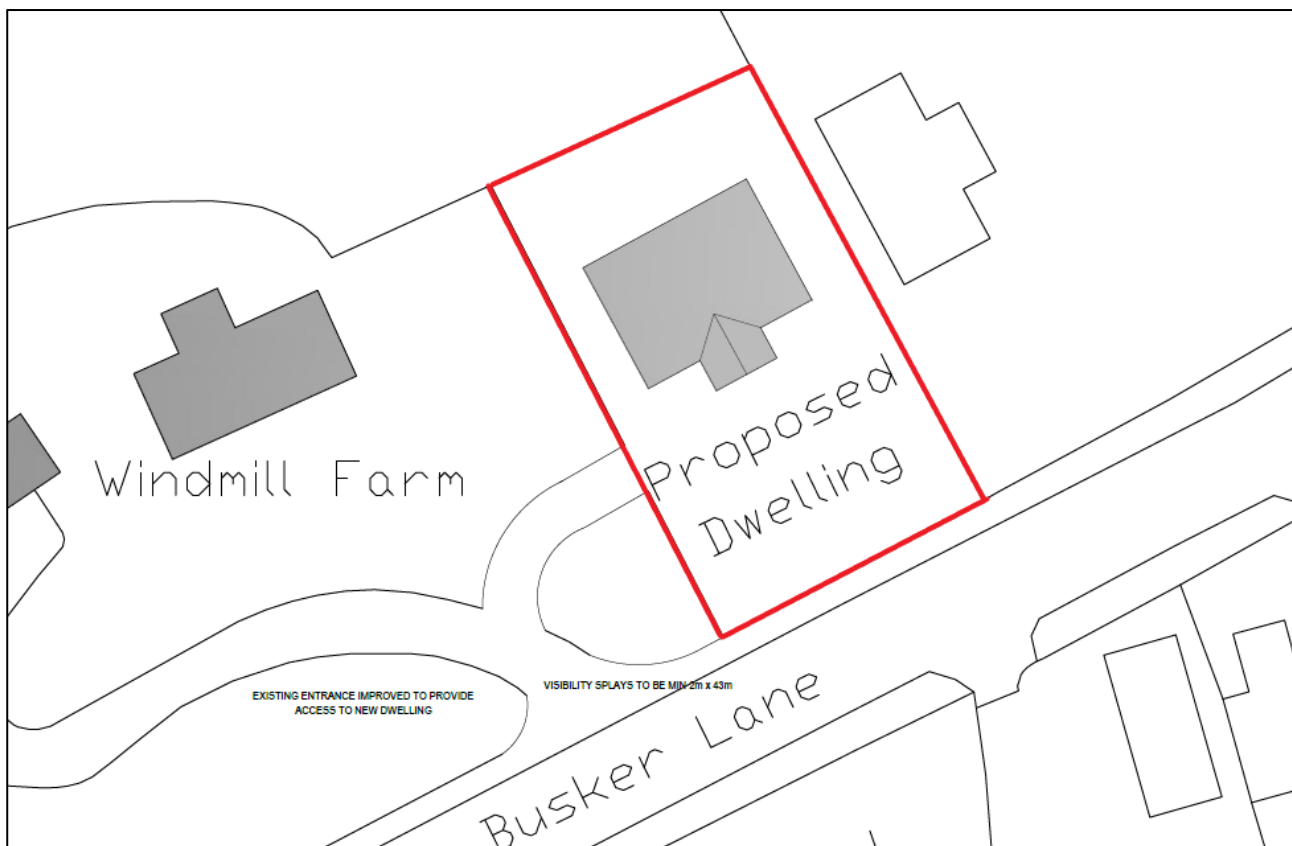 Windmill Farm
Proposed
Dwelling
EXISTING ENTRANCE IMPROVED TO PROVIDE
ACCESS TO NEW DWELLING
VISIBILITY SPLAYS TO BE MIN 2m x 43m
Busker Lane